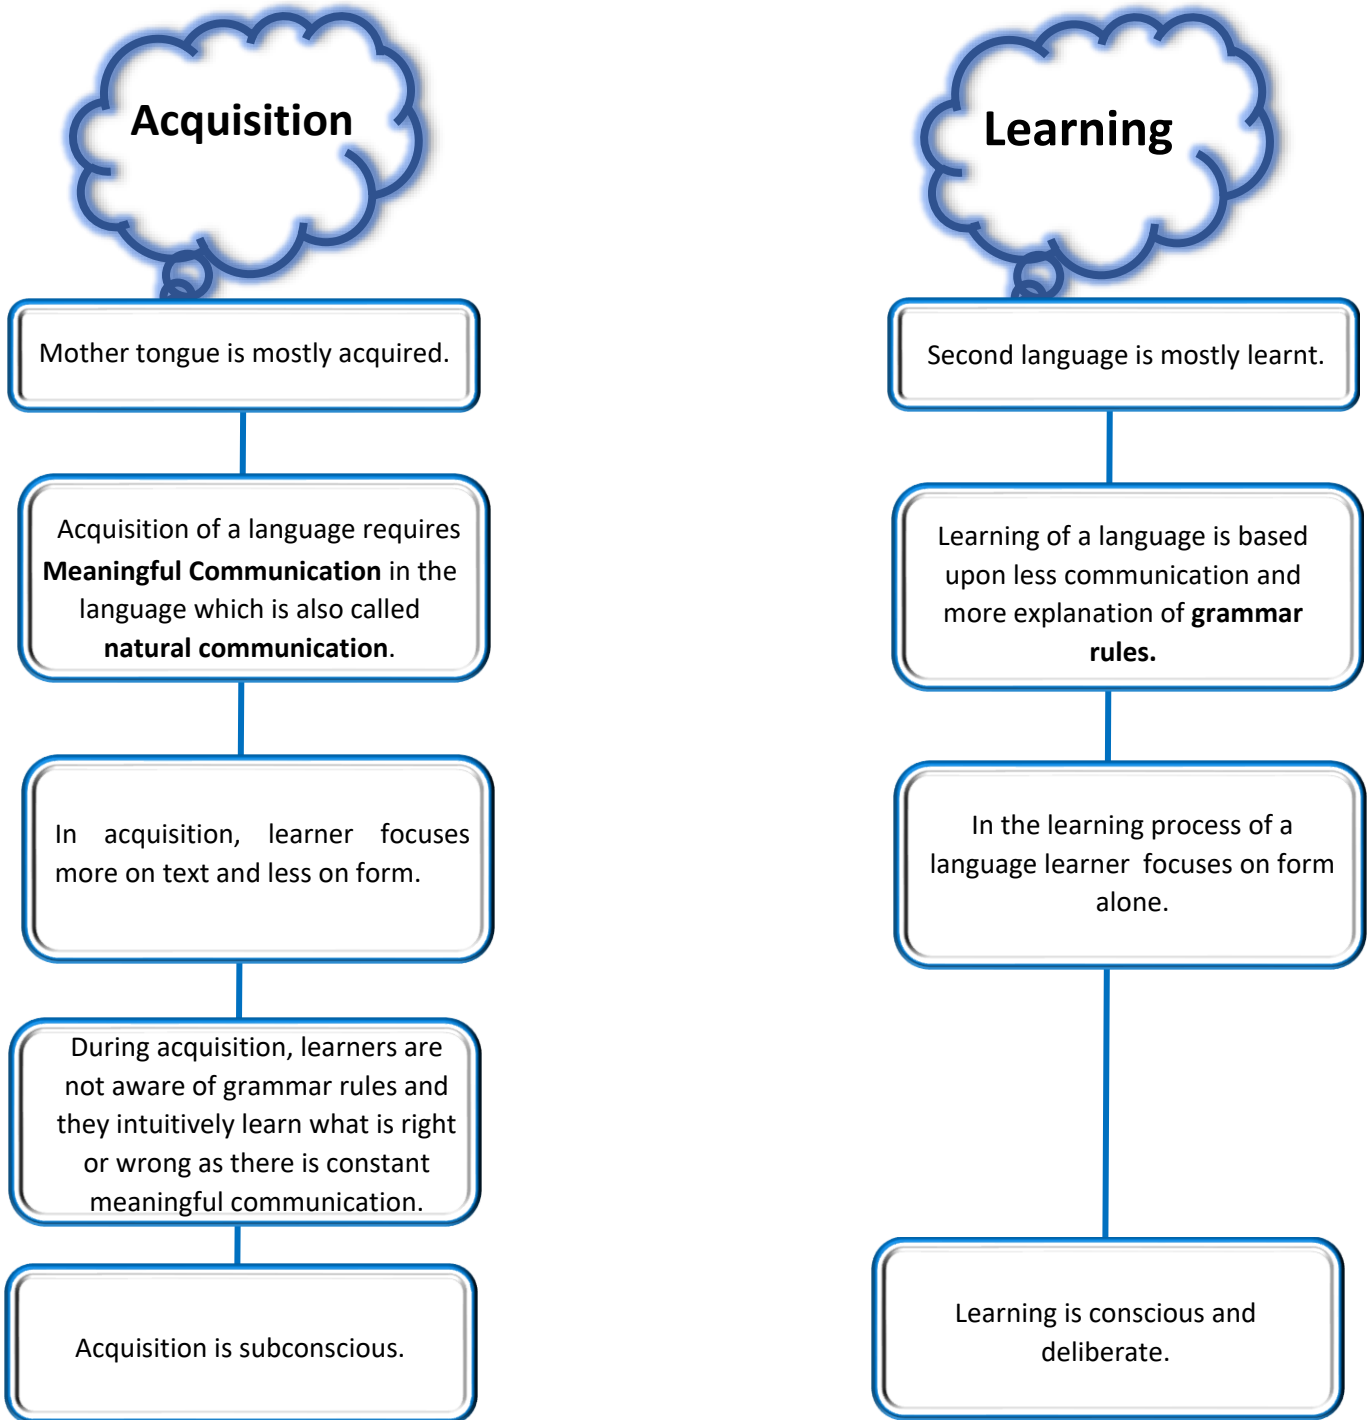 Acquisition
Mother tongue is mostly acquired.
Acquisition of a language requires
Meaningful Communication in the
language which is also called
natural communication.
In acquisition, learner focuses
more on text and less on form.
During acquisition, learners are
not aware of grammar rules and
they intuitively learn what is right
or wrong as there is constant
meaningful communication.
Acquisition is subconscious.
Learning
Second language is mostly learnt.
Learning of a language is based
upon less communication and
more explanation of grammar
rules.
In the learning process of a
language learner focuses on form
alone.
Learning is conscious and
deliberate.